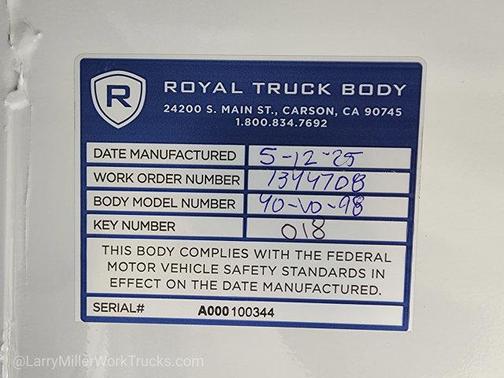 R ROYAL TRUCK BODY
24200 S. MAIN ST., CARSON, CA 90745
1.800.834.7692
DATE MANUFACTURED 5-12-25
WORK ORDER NUMBER 1344708
BODY MODEL NUMBER 40-VO-98
KEY NUMBER 018
THIS BODY COMPLIES WITH THE FEDERAL
MOTOR VEHICLE SAFETY STANDARDS IN
EFFECT ON THE DATE MANUFACTURED.
SERIAL# A000100344
@LarryMillerWorkTrucks.com